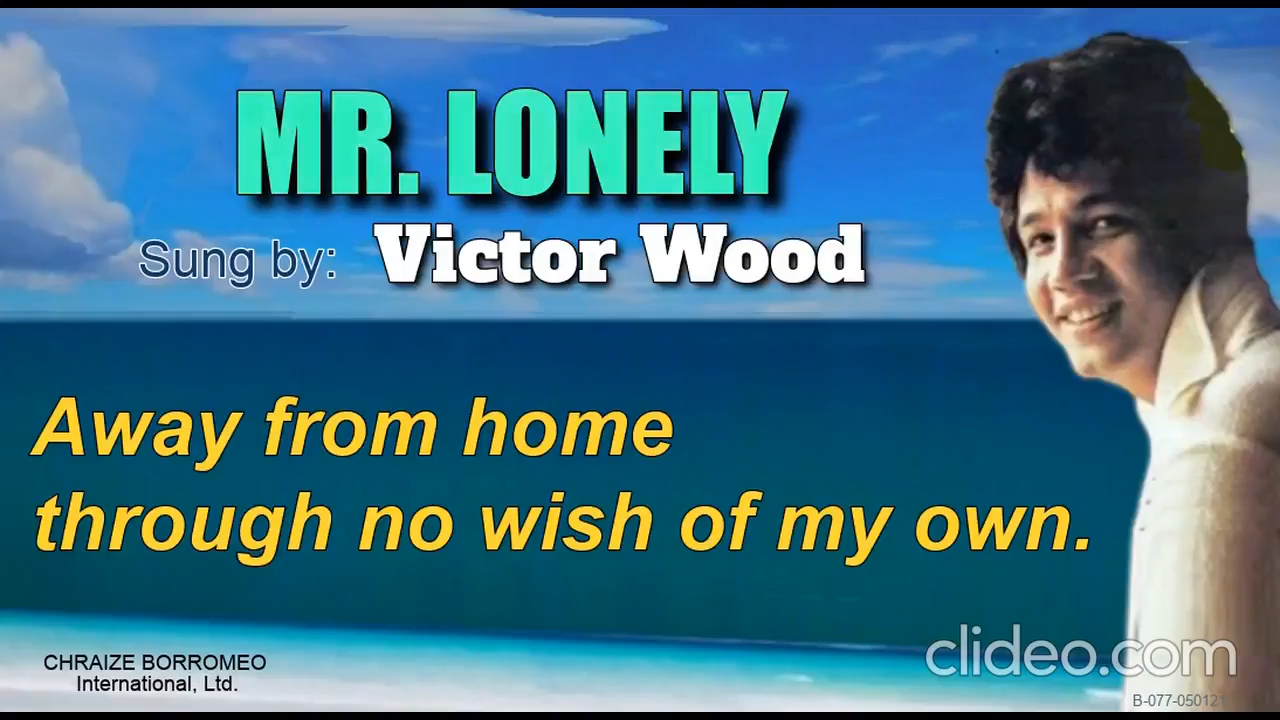 MR. LONELY
Sung by: Victor Wood
Away from home
through no wish of my own.
clideo.com
CHRAIZE BORROMEO
International, Ltd.
B-077-050121